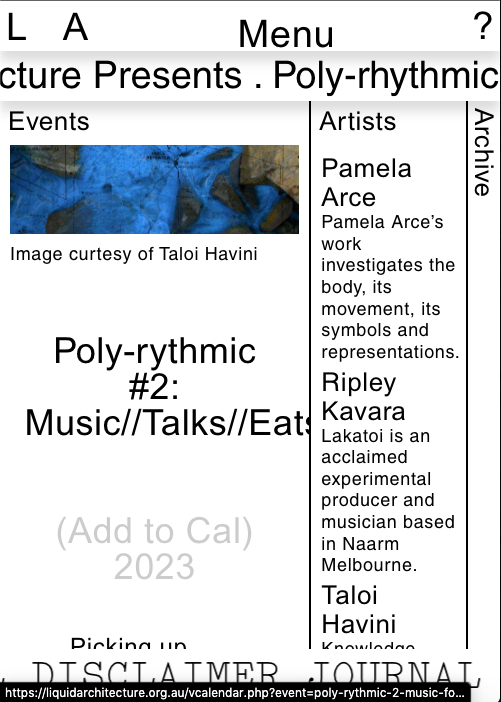 L A
Menu
?
cture Presents . Poly-rhythmic
Events
Image curtesy of Taloi Havini
Poly-rythmic
#2:
Music//Talks//Eats
(Add to Cal)
2023
Picking up
Artists
Pamela
Arce
Pamela Arce’s
work
investigates the
body, its
movement, its
symbols and
representations.
Ripley
Kavara
Lakatoi is an
acclaimed
experimental
producer and
musician based
in Naarm
Melbourne.
Taloi
Havini
Knowledge
Archive
DISCLAIMER JOURNAL
https://liquidarchitecture.org.au/vcalendar.php?event=poly-rythmic-2-music-fo...